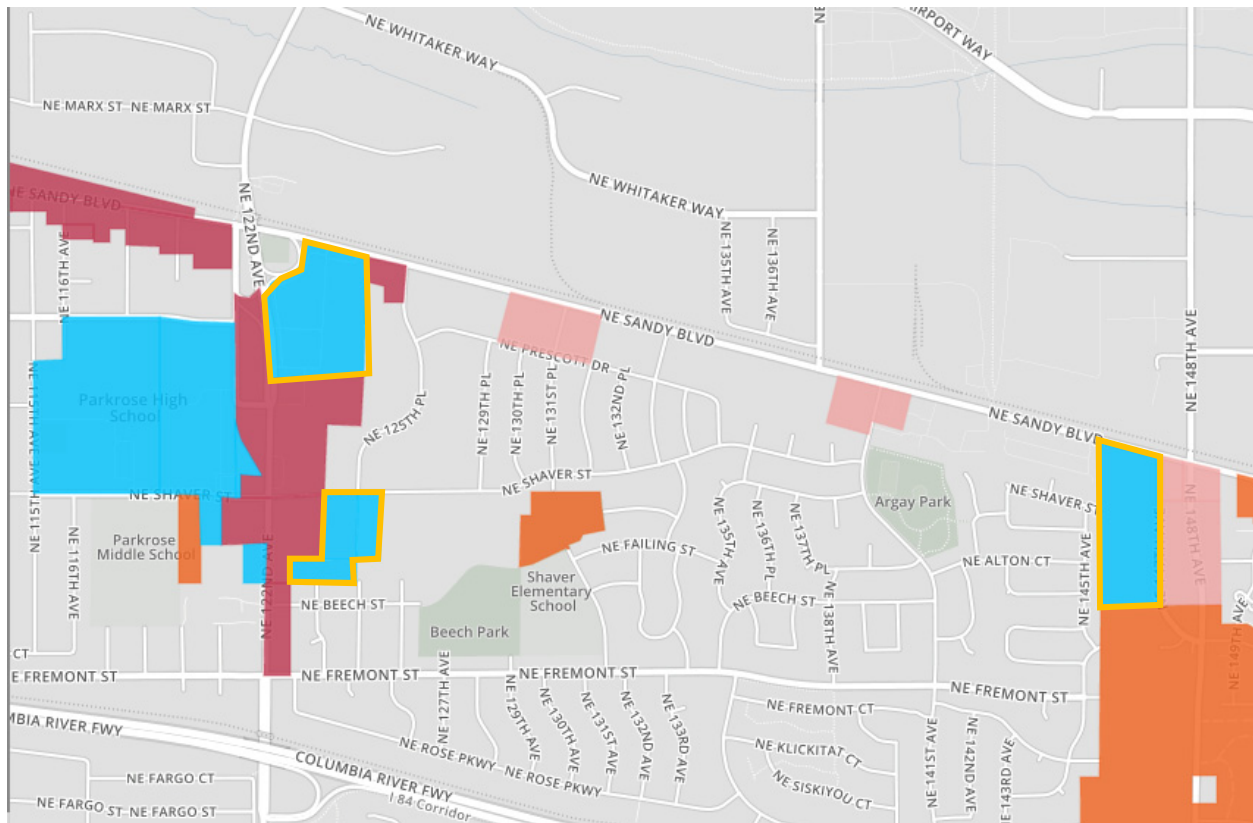 NE WHITAKER WAY
NE
AIRPORT WAY
NE MARX ST NE MARX ST
NE WHITAKER WAY
NE SANDY BLVD
NE 122ND AVE
NE 116TH AVE
NE 135TH AVE
NE 136TH AVE
NE SANDY BLVD
NE 148TH AVE
NE PRESCOTT DR
NE 115TH AVE
Parkrose High
School
NE 125TH PL
NE 129TH PL
NE 130TH PL
NE 131ST PL
NE 132ND PL
NE SANDY BLVD
NE SHAVER ST
NE SHAVER ST
NE SHAVER ST
Argay Park
NE 148TH AVE
NE 115TH AVE
NE 116TH AVE
Parkrose
Middle School
NE 122ND AVE
NE FAILING ST
NE 135TH AVE
NE 136TH PL
NE 137TH PL
NE ALTON CT
NE 145TH AVE
Shaver
Elementary
School
NE BEECH ST
NE BEECH ST
NE 138TH AVE
NE 149TH AVE
Beech Park
CT
E FREMONT ST
NE FREMONT ST
NE FREMONT ST
NE FREMONT ST
NE 127TH AVE
NE 129TH AVE
NE 130TH AVE
NE 131ST AVE
NE 132ND AVE
NE 133RD AVE
NE FREMONT CT
MBIA RIVER FWY
NE ROSE PKWY
NE ROSE PKWY
NE KLICKITAT CT
NE SISKIYOU CT
NE 141ST AVE
NE 142ND AVE
NE 143RD AVE
COLUMBIA RIVER FWY
I 84 Corridor
NE FARGO CT
NE FARGO ST NE FARGO ST